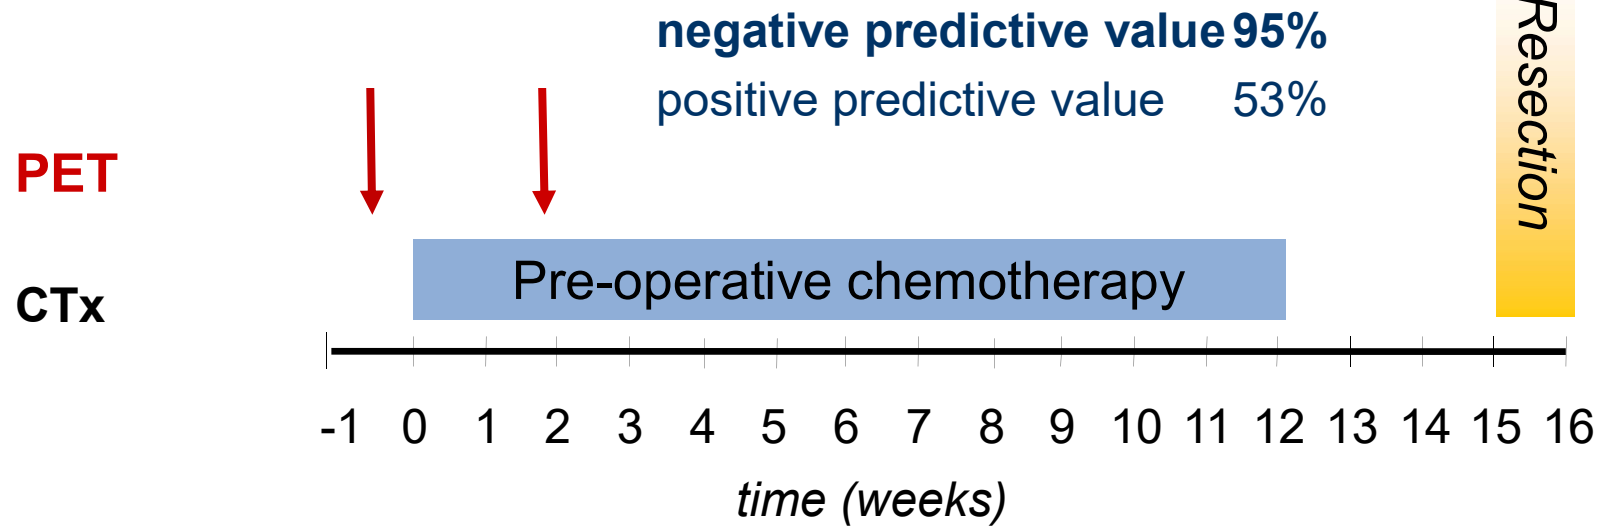 negative predictive value 95%
positive predictive value 53%
Resection
PET
Pre-operative chemotherapy
CTx
-1 0 1 2 3 4 5 6 7 8 9 10 11 12 13 14 15 16
time (weeks)